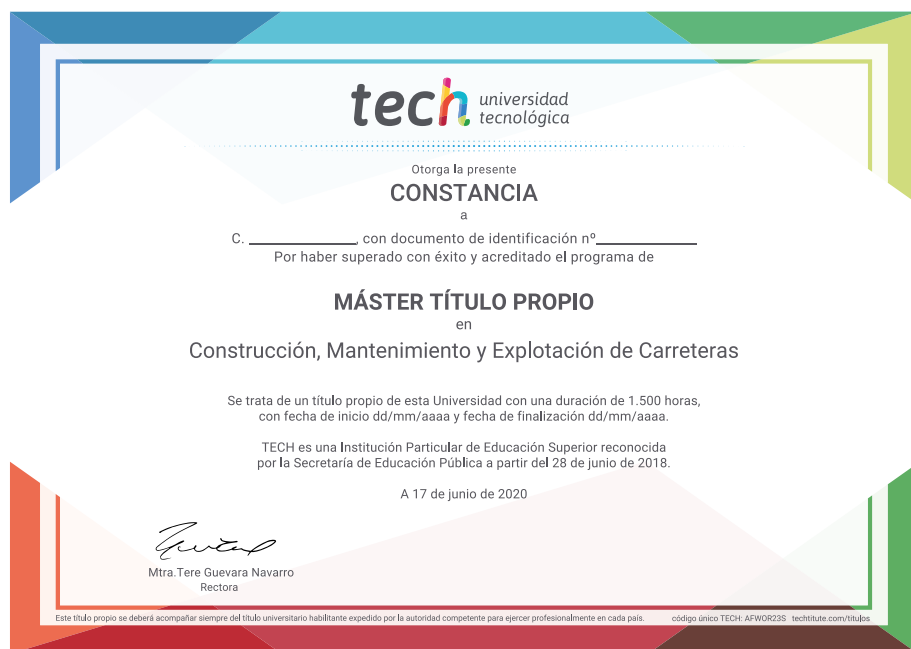 tech universidad
tecnológica
Otorga la presente
CONSTANCIA
a
C. ____________, con documento de identificación nº____________
Por haber superado con éxito y acreditado el programa de
MÁSTER TÍTULO PROPIO
en
Construcción, Mantenimiento y Explotación de Carreteras
Se trata de un título propio de esta Universidad con una duración de 1.500 horas,
con fecha de inicio dd/mm/aaaa y fecha de finalización dd/mm/aaaa.
TECH es una Institución Particular de Educación Superior reconocida
por la Secretaría de Educación Pública a partir del 28 de junio de 2018.
A 17 de junio de 2020
Mtra.Tere Guevara Navarro
Rectora
Este título propio se deberá acompañar siempre del título universitario habilitante expedido por la autoridad competente para ejercer profesionalmente en cada país. código único TECH: AFWOR23S techtitute.com/titulos